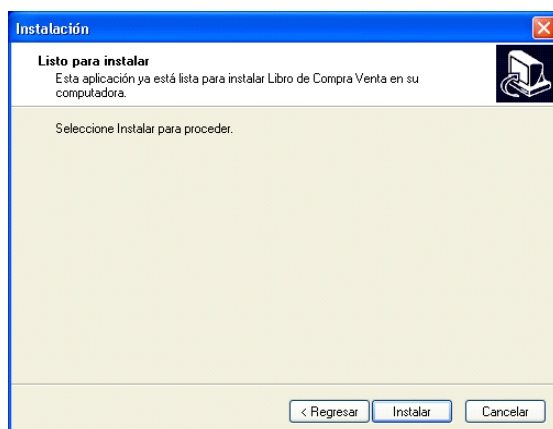 Instalación
Listo para instalar
Esta aplicación ya está lista para instalar Libro de Compra Venta en su
computadora.
Seleccione Instalar para proceder.
< Regresar Instalar Cancelar